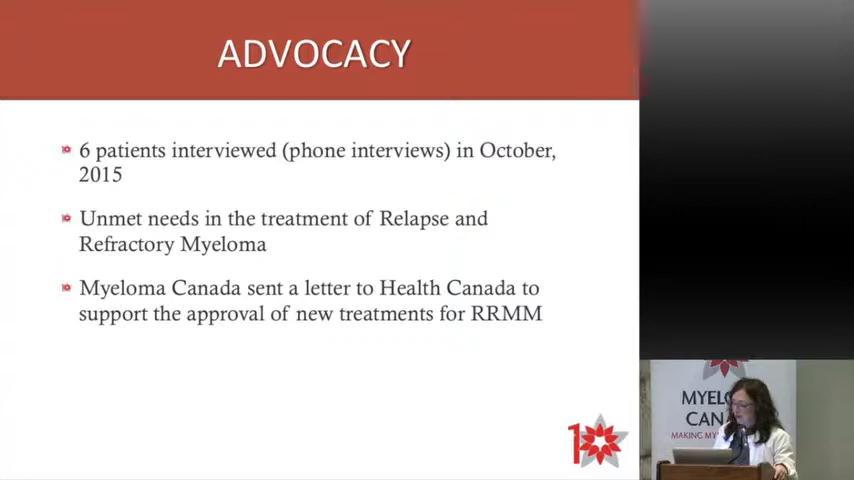 ADVOCACY
6 patients interviewed (phone interviews) in October,
2015
Unmet needs in the treatment of Relapse and
Refractory Myeloma
Myeloma Canada sent a letter to Health Canada to
support the approval of new treatments for RRMM
10
MYEL
CAN
MAKING MY